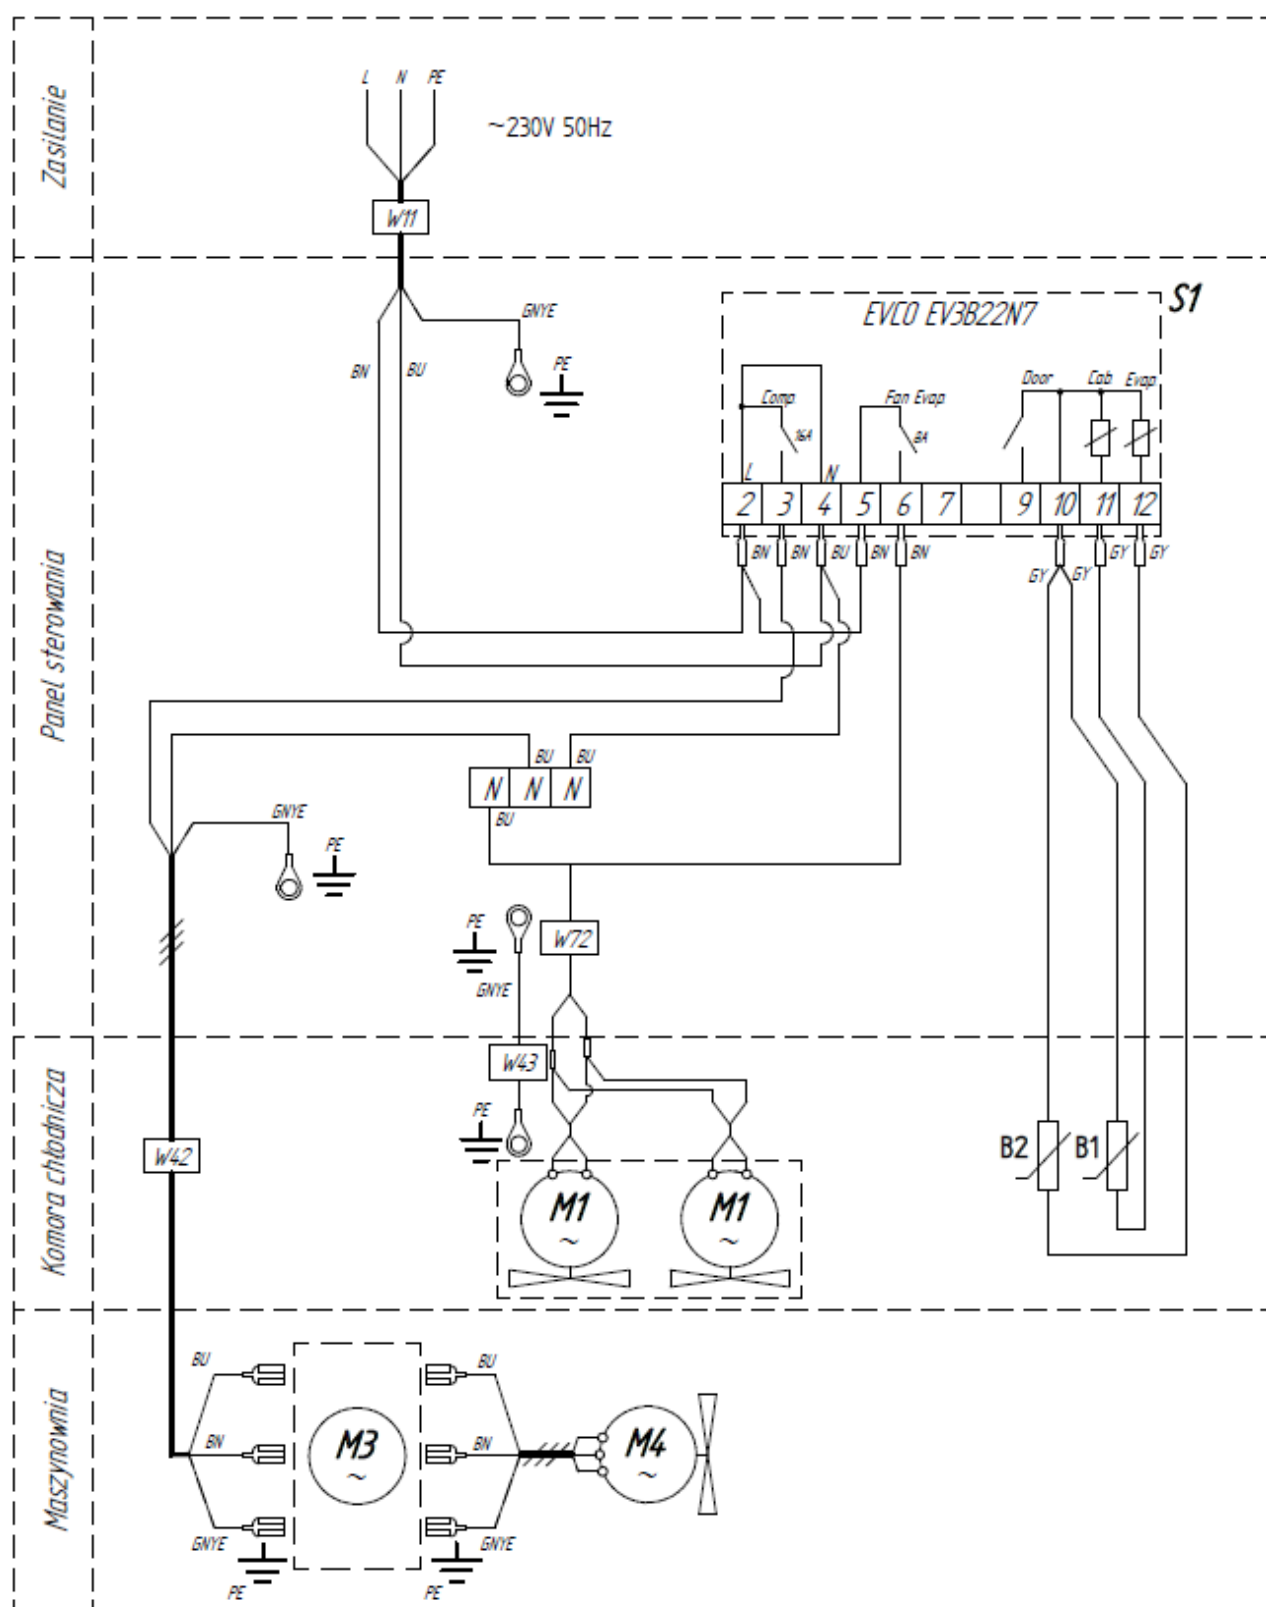 Zasilanie
L N PE
~230V 50Hz
W11
Panel sterowania
GNYE
BN
BU
PE
EVCO EV3B22N7
S1
Comp
16A
Fan Evap
8A
Door
Cab
Evap
L
N
2 3 4 5 6 7 9 10 11 12
BN BN BU BN BN
GY GY GY GY
BU BU
N N N
BU
GNYE
PE
PE
W72
GNYE
Komora chłodnicza
W43
PE
W42
B2
B1
M1
~
M1
~
Maszynownia
BU
BN
GNYE
PE
M3
~
BU
BN
GNYE
PE
M4
~